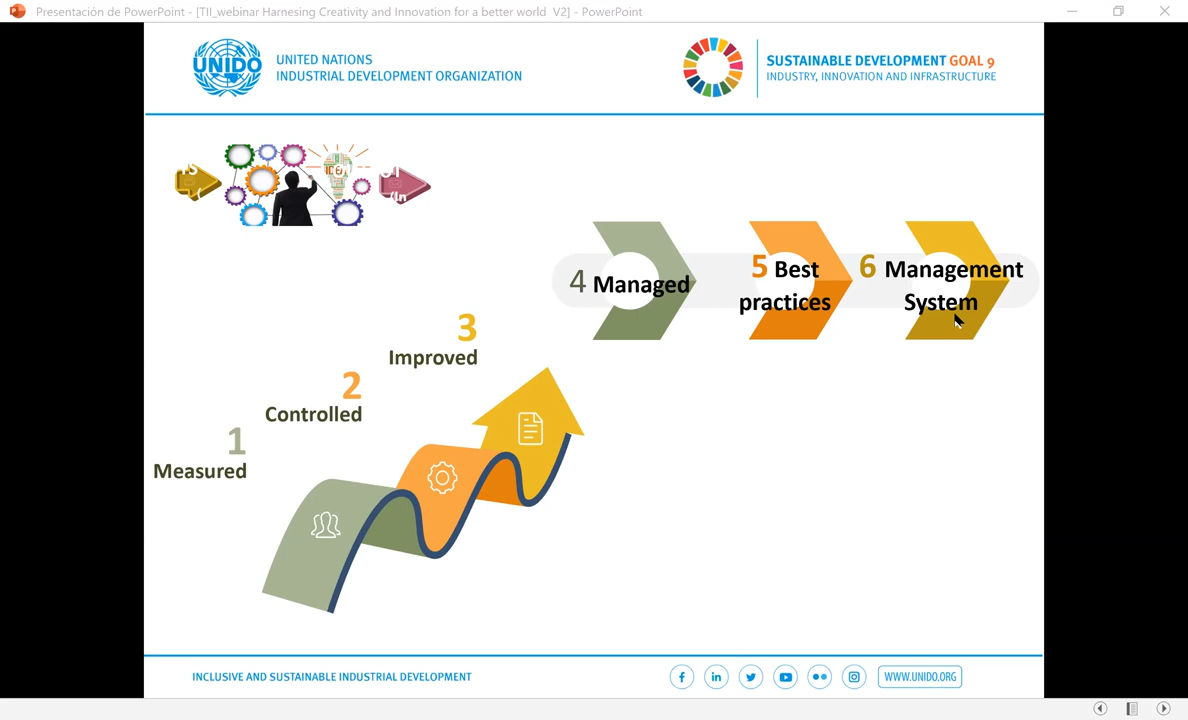 Presentación de PowerPoint - [TII_webinar Harnesing Creativity and Innovation for a better world  V2] - PowerPoint
UNIDO
UNITED NATIONS
INDUSTRIAL DEVELOPMENT ORGANIZATION
SUSTAINABLE DEVELOPMENT GOAL 9
INDUSTRY, INNOVATION AND INFRASTRUCTURE
IDEA
4 Managed
5 Best
practices
6 Management
System
3
Improved
2
Controlled
1
Measured
INCLUSIVE AND SUSTAINABLE INDUSTRIAL DEVELOPMENT
f
in
WWW.UNIDO.ORG